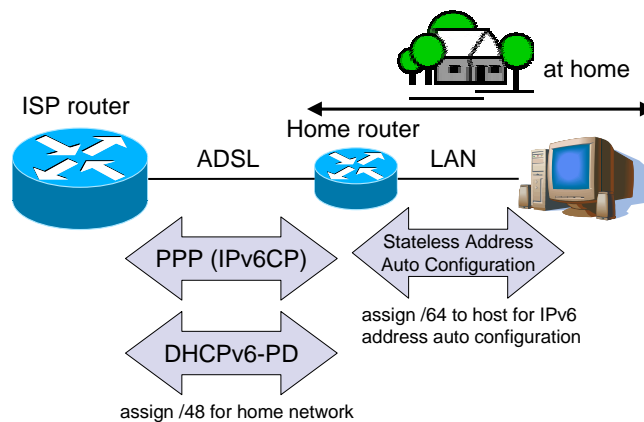 at home
ISP router
Home router
ADSL
LAN
PPP (IPv6CP)
Stateless Address
Auto Configuration
assign /64 to host for IPv6
address auto configuration
DHCPv6-PD
assign /48 for home network